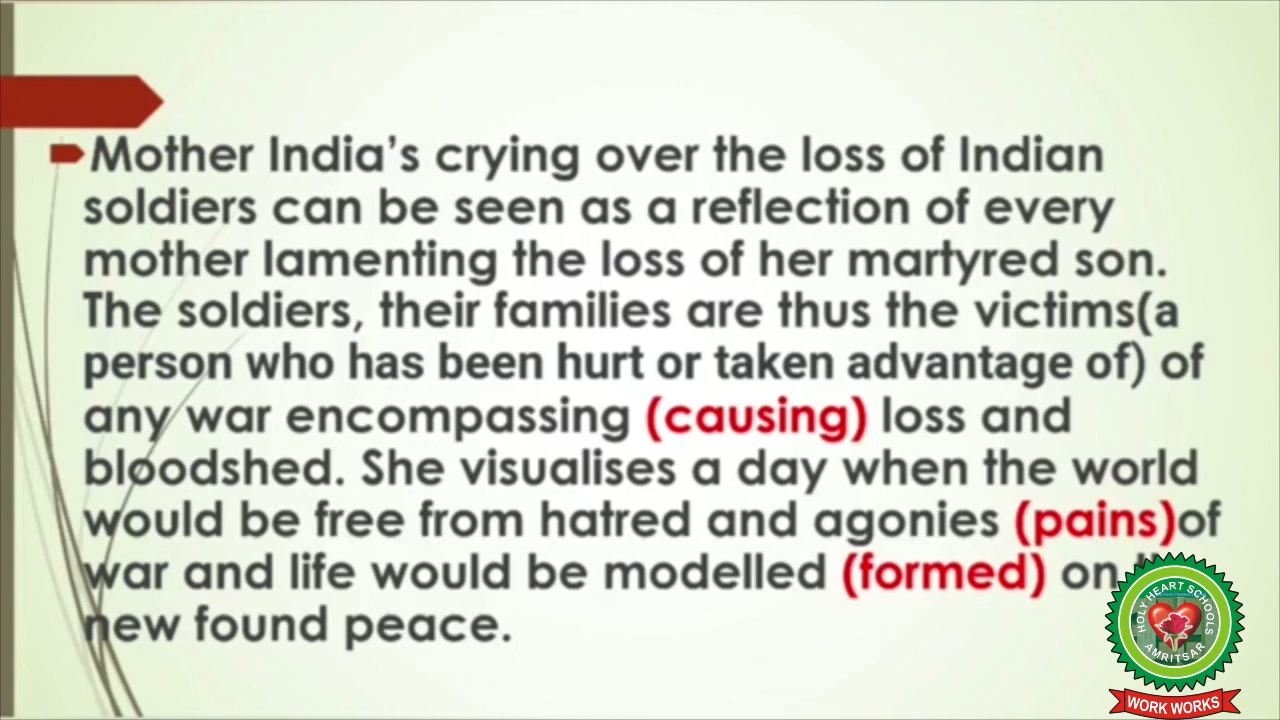 Mother India's crying over the loss of Indian
soldiers can be seen as a reflection of every
mother lamenting the loss of her martyred son.
The soldiers, their families are thus the victims(a
person who has been hurt or taken advantage of) of
any war encompassing (causing) loss and
bloodshed. She visualises a day when the world
would be free from hatred and agonies (pains)of
war and life would be modelled (formed) on
new found peace.
HOLY HEART SCHOOLS
AMRITSAR
WORK WORKS